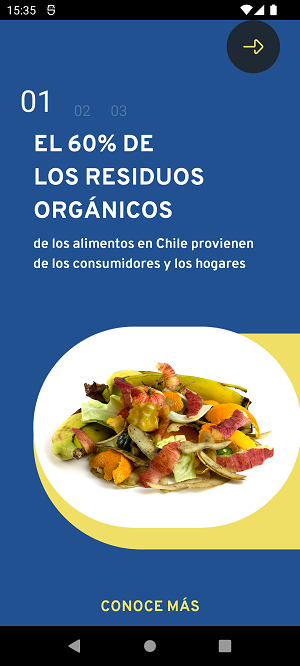 15:35
01 02 03
EL 60% DE
LOS RESIDUOS
ORGÁNICOS
de los alimentos en Chile provienen
de los consumidores y los hogares
CONOCE MÁS